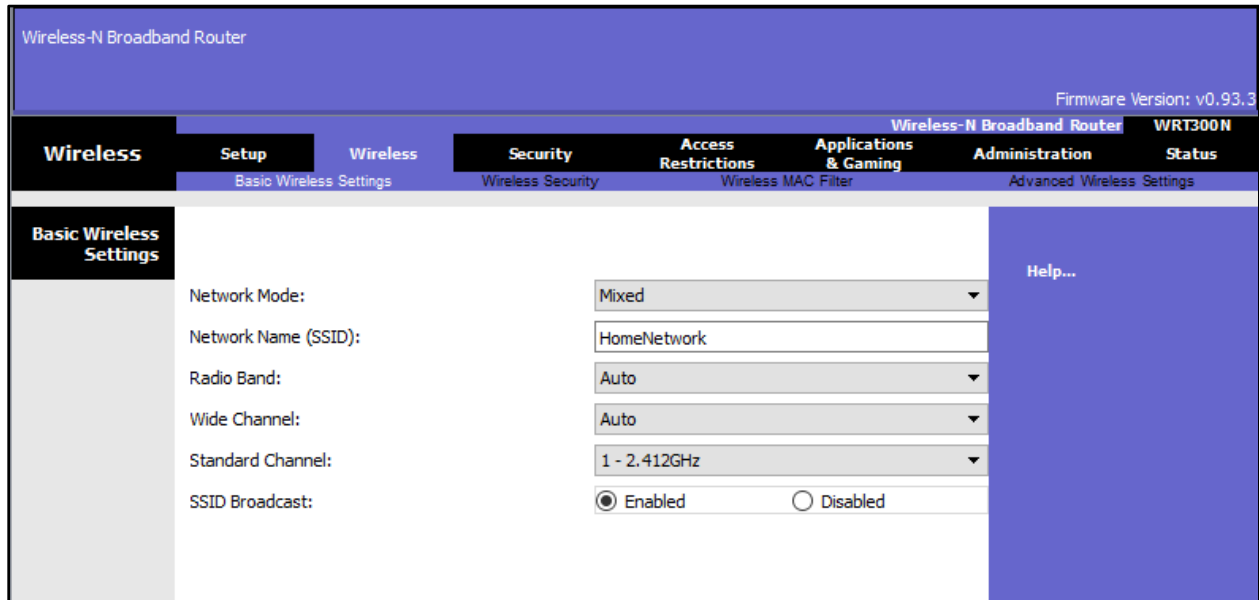 Wireless-N Broadband Router
Firmware Version: v0.93.3
Wireless-N Broadband Router WRT300N
Wireless Setup Wireless Security Access Restrictions Applications & Gaming Administration Status
Basic Wireless Settings Wireless Security Wireless MAC Filter Advanced Wireless Settings
Basic Wireless
Settings
Help...
Network Mode: Mixed
Network Name (SSID): HomeNetwork
Radio Band: Auto
Wide Channel: Auto
Standard Channel: 1 - 2.412GHz
SSID Broadcast: Enabled Disabled